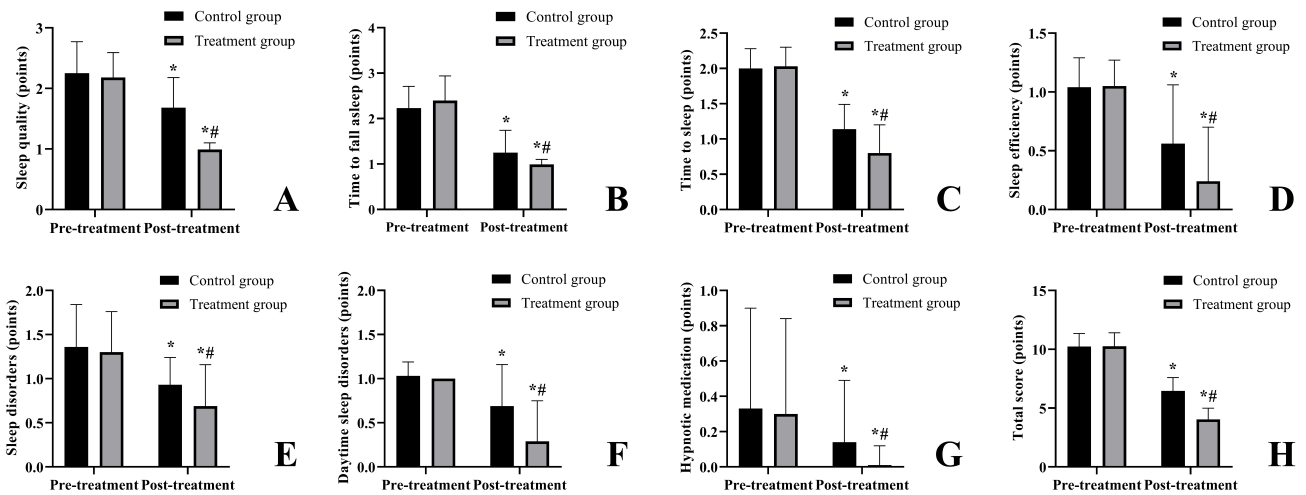 Control group
Treatment group
Sleep quality (points)
3
2
1
0
*
*#
Pre-treatment Post-treatment
A
Control group
Treatment group
Time to fall asleep (points)
4
3
2
1
0
*
*#
Pre-treatment Post-treatment
B
Control group
Treatment group
Time to sleep (points)
2.5
2.0
1.5
1.0
0.5
0.0
*
*#
Pre-treatment Post-treatment
C
Control group
Treatment group
Sleep efficiency (points)
1.5
1.0
0.5
0.0
*
*#
Pre-treatment Post-treatment
D
Control group
Treatment group
Sleep disorders (points)
2.0
1.5
1.0
0.5
0.0
*
*#
Pre-treatment Post-treatment
E
Control group
Treatment group
Daytime sleep disorders (points)
2.0
1.5
1.0
0.5
0.0
*
*#
Pre-treatment Post-treatment
F
Control group
Treatment group
Hypnotic medication (points)
1.0
0.8
0.6
0.4
0.2
0.0
*
*#
Pre-treatment Post-treatment
G
Control group
Treatment group
Total score (points)
15
10
5
0
*
*#
Pre-treatment Post-treatment
H